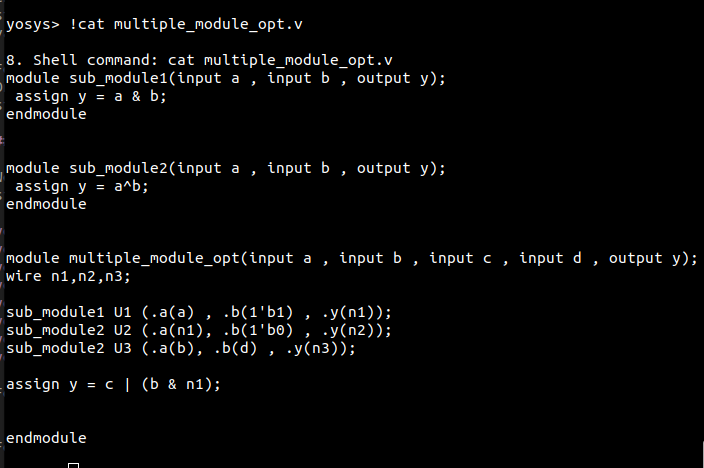 yosys> !cat multiple_module_opt.v
8. Shell command: cat multiple_module_opt.v
module sub_module1(input a , input b , output y);
assign y = a & b;
endmodule
module sub_module2(input a , input b , output y);
assign y = a^b;
endmodule
module multiple_module_opt(input a , input b , input c , input d , output y);
wire n1,n2,n3;
sub_module1 U1 (.a(a) , .b(1'b1) , .y(n1));
sub_module2 U2 (.a(n1), .b(1'b0) , .y(n2));
sub_module2 U3 (.a(b), .b(d) , .y(n3));
assign y = c | (b & n1);
endmodule